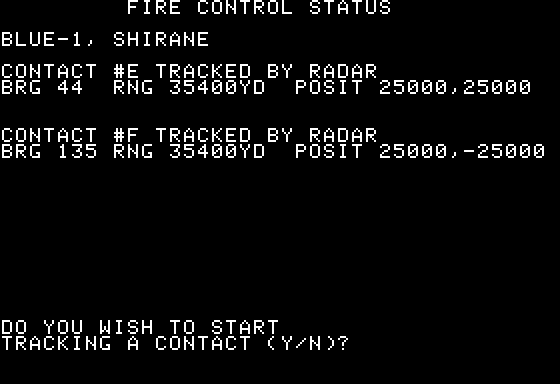 FIRE CONTROL STATUS
BLUE-1, SHIRANE
CONTACT #E TRACKED BY RADAR
BRG 44  RNG 35400YD  POSIT 25000,25000
CONTACT #F TRACKED BY RADAR
BRG 135 RNG 35400YD  POSIT 25000,-25000
DO YOU WISH TO START
TRACKING A CONTACT (Y/N)?